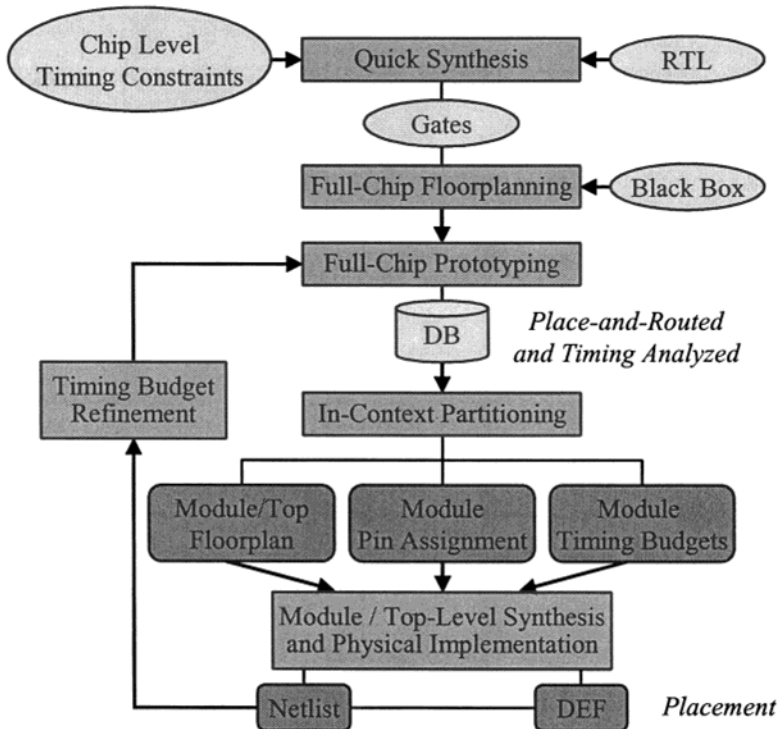 Chip Level
Timing Constraints
Quick Synthesis
RTL
Gates
Full-Chip Floorplanning
Black Box
Full-Chip Prototyping
DB
Place-and-Routed
and Timing Analyzed
Timing Budget
Refinement
In-Context Partitioning
Module/Top
Floorplan
Module
Pin Assignment
Module
Timing Budgets
Module / Top-Level Synthesis
and Physical Implementation
Netlist
DEF
Placement